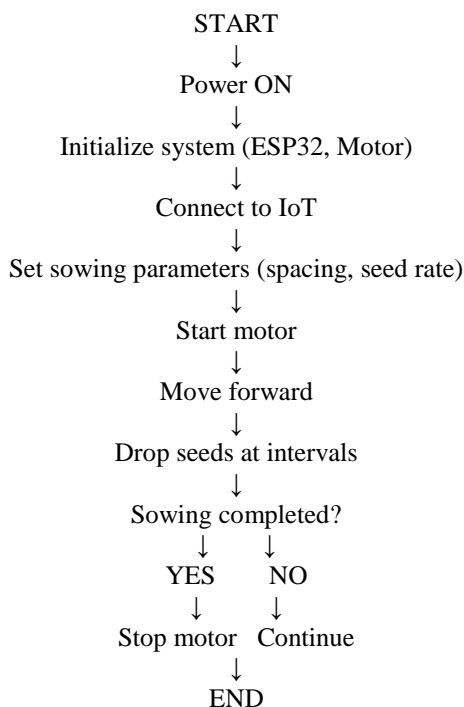 START
↓
Power ON
↓
Initialize system (ESP32, Motor)
↓
Connect to IoT
↓
Set sowing parameters (spacing, seed rate)
↓
Start motor
↓
Move forward
↓
Drop seeds at intervals
↓
Sowing completed?
↓ ↓
YES NO
↓ ↓
Stop motor Continue
↓
END